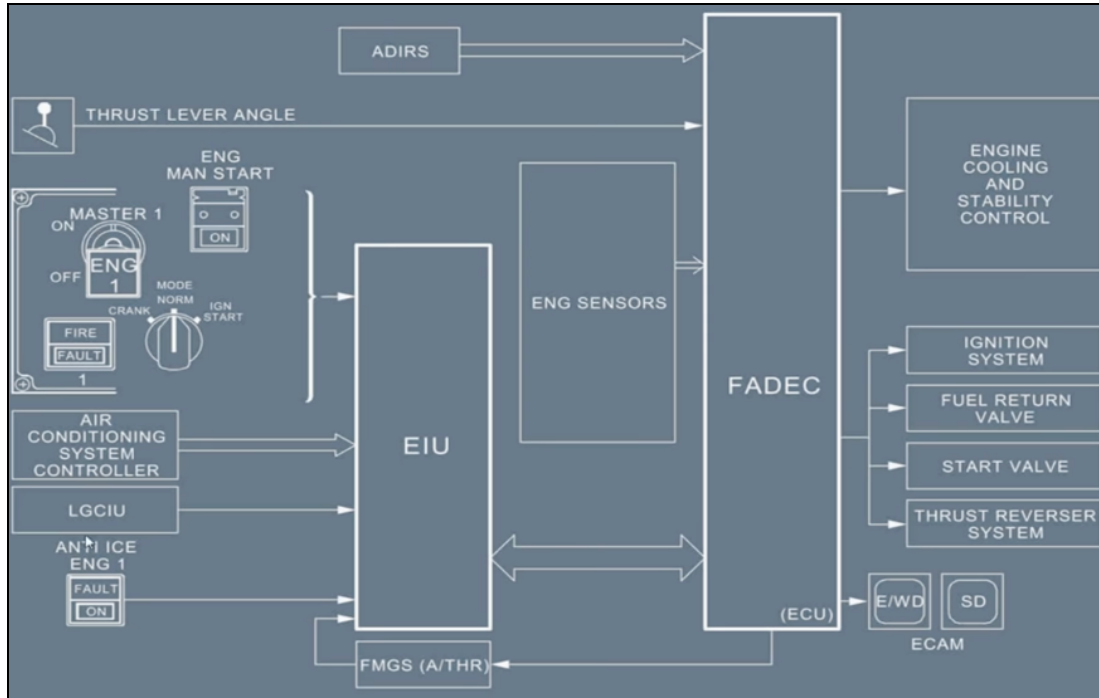 ADIRS
THRUST LEVER ANGLE
ENG
MAN START
ON
MASTER 1
ON
OFF
ENG
1
MODE
NORM
CRANK
IGN
START
FIRE
FAULT
1
AIR
CONDITIONING
SYSTEM
CONTROLLER
LGCIU
ANTI ICE
ENG 1
FAULT
ON
EIU
FMGS (A/THR)
ENG SENSORS
FADEC
(ECU)
ENGINE
COOLING
AND
STABILITY
CONTROL
IGNITION
SYSTEM
FUEL RETURN
VALVE
START VALVE
THRUST REVERSER
SYSTEM
E/WD
SD
ECAM